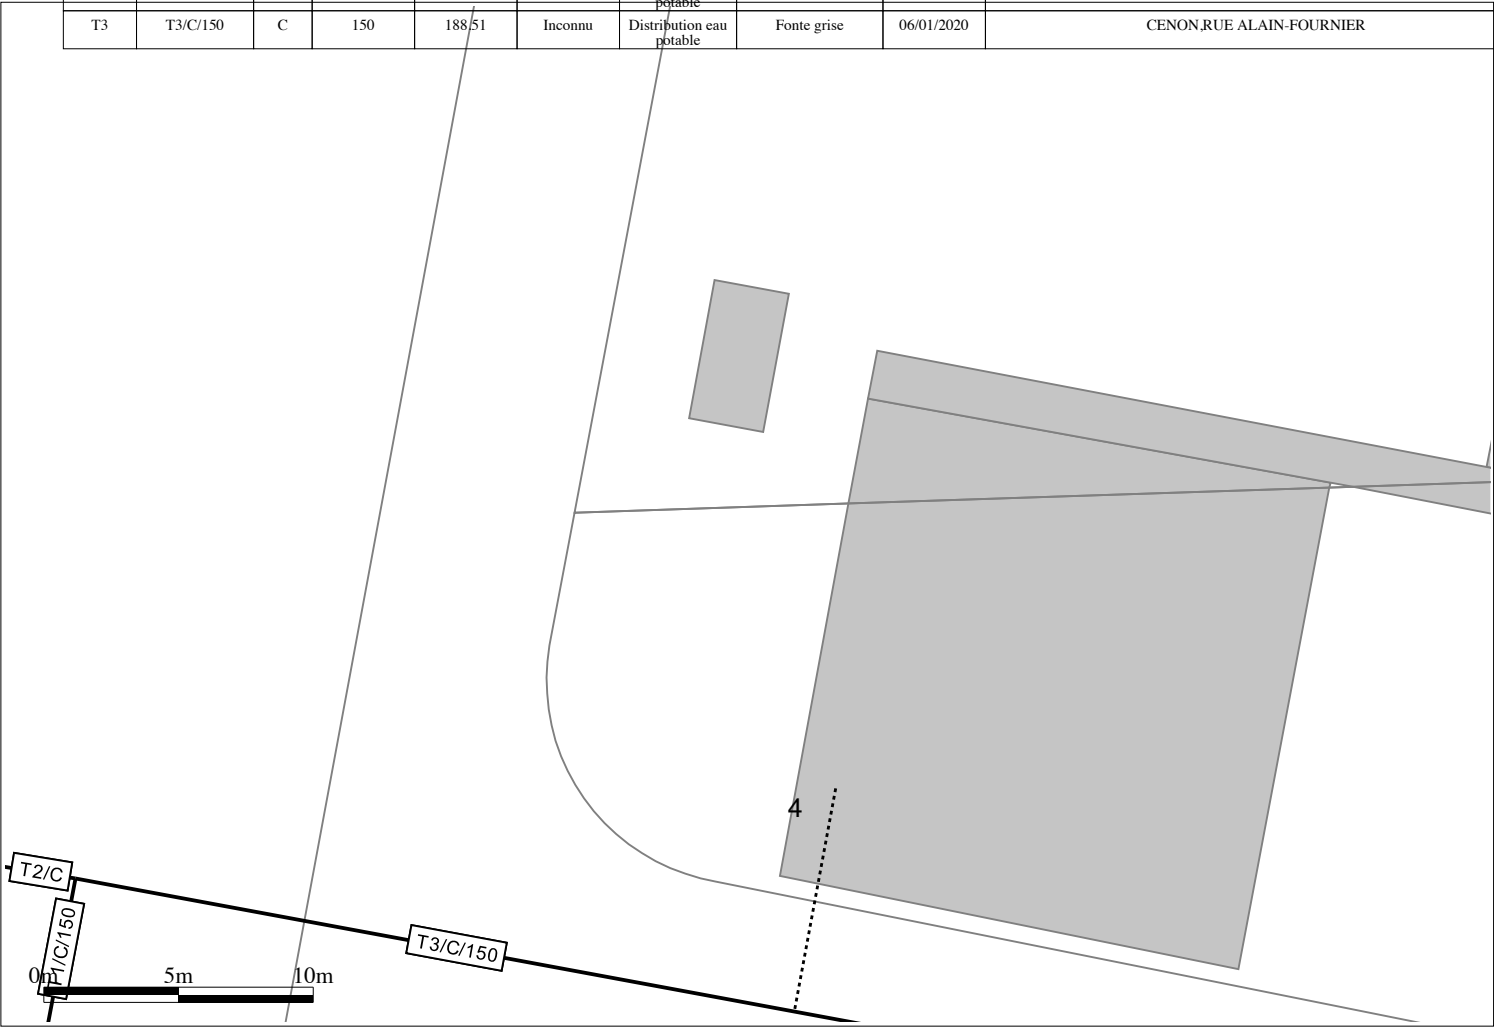 potable
T3 T3/C/150 C 150 188.51 Inconnu Distribution eau potable Fonte grise 06/01/2020 CENON,RUE ALAIN-FOURNIER
4
T2/C
T1/C/150
T3/C/150
0m 5m 10m